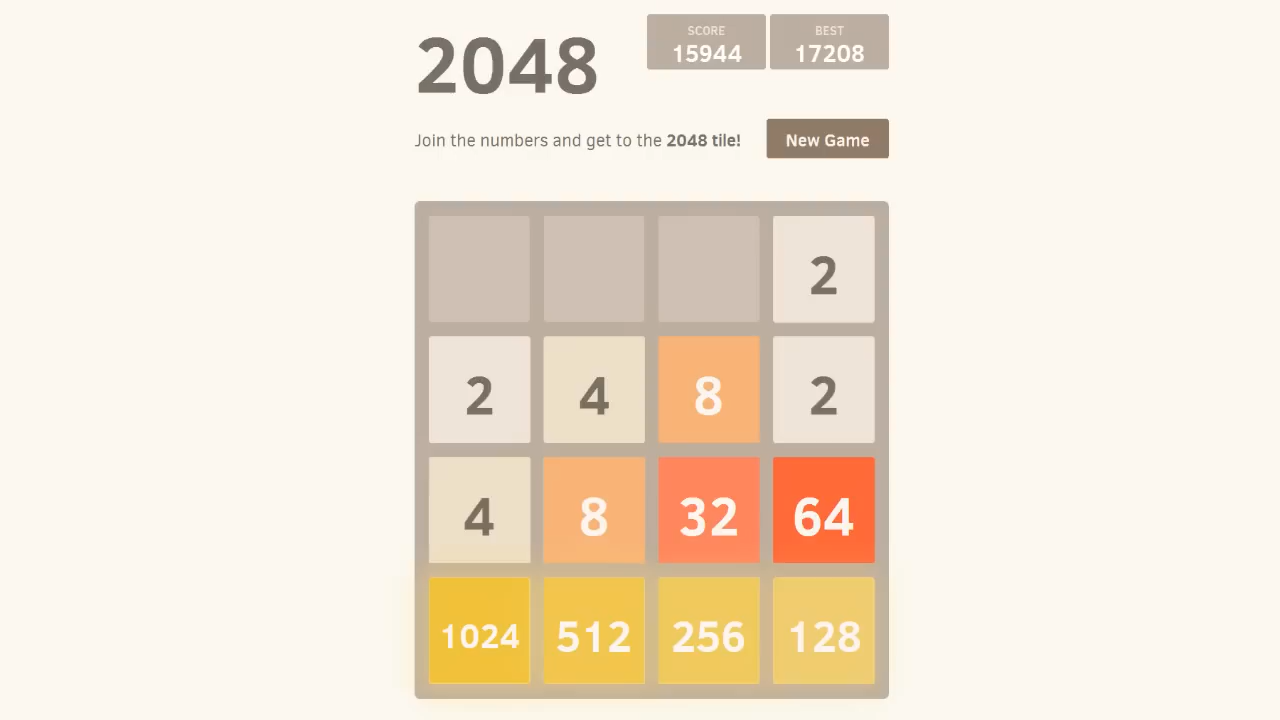 2048
SCORE
15944
BEST
17208
Join the numbers and get to the 2048 tile!
New Game
2
2 4 8 2
4 8 32 64
1024 512 256 128